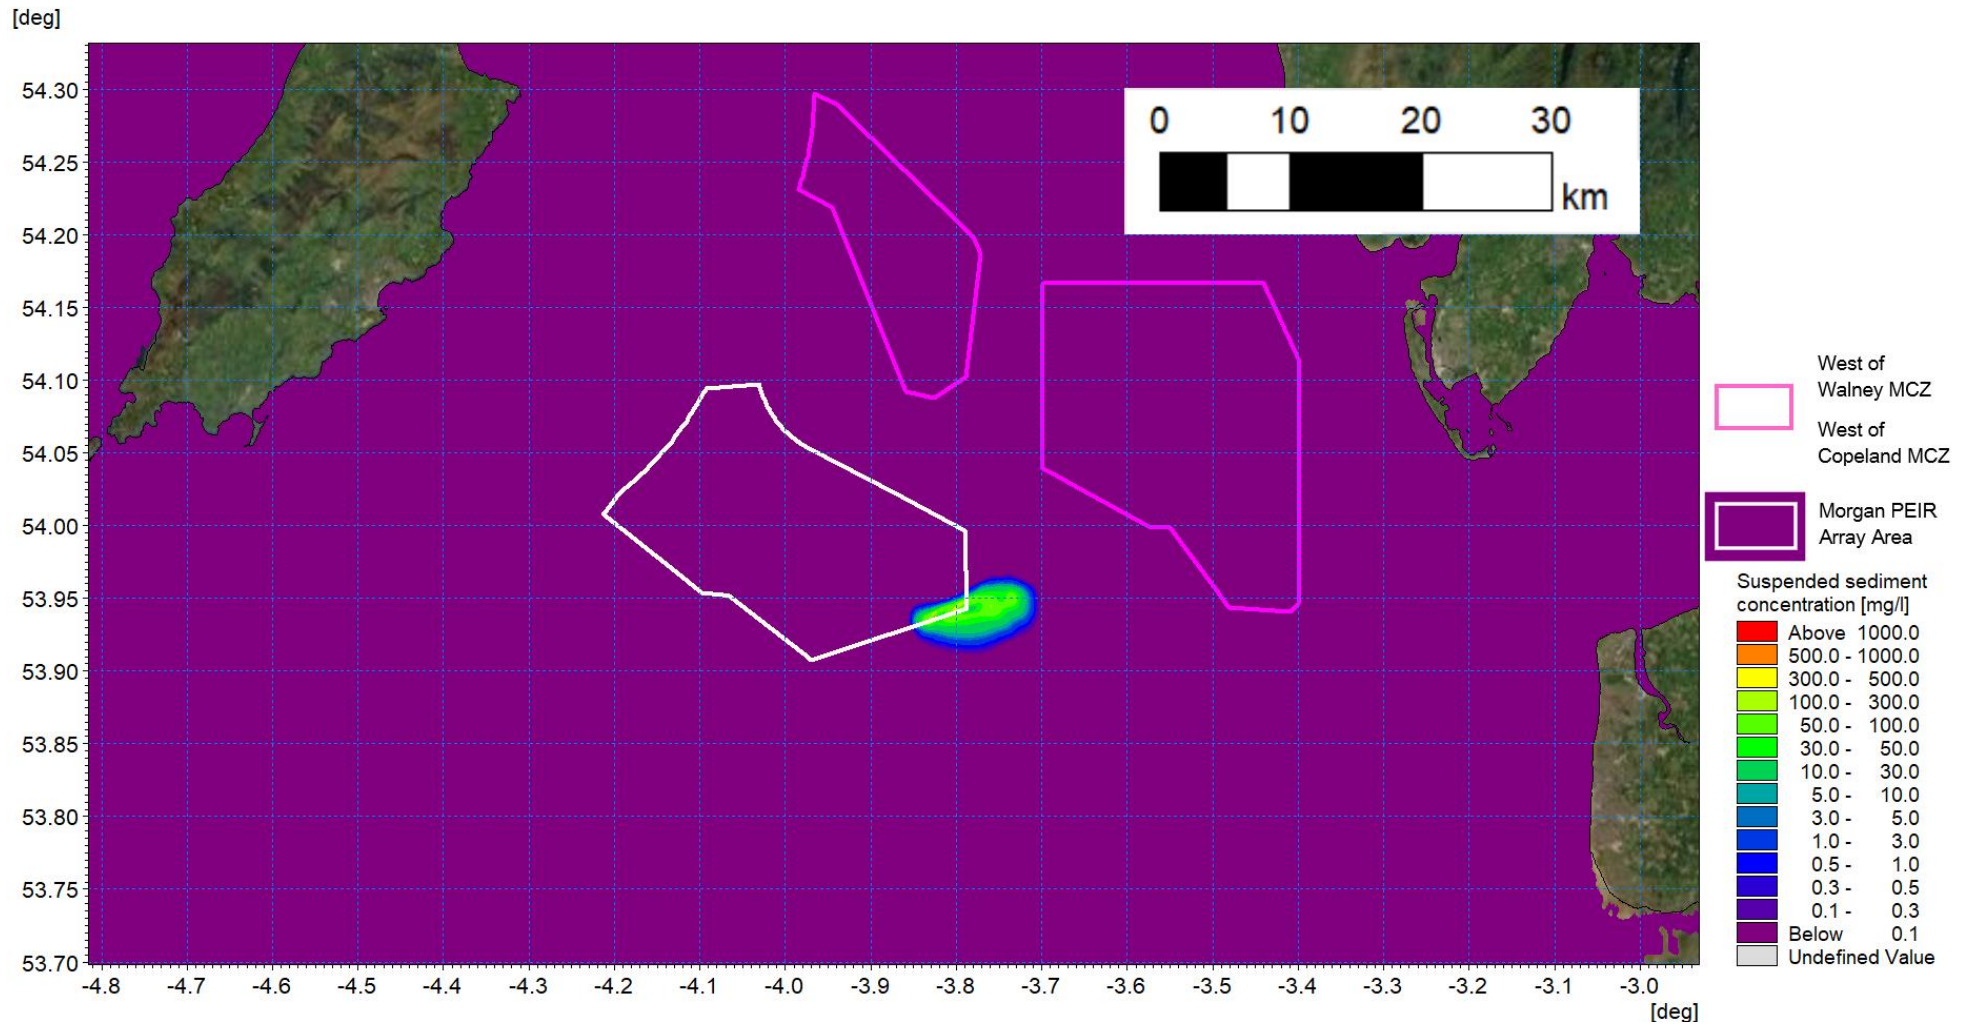 [deg]
54.30
54.25
54.20
54.15
54.10
54.05
54.00
53.95
53.90
53.85
53.80
53.75
53.70
-4.8 -4.7 -4.6 -4.5 -4.4 -4.3 -4.2 -4.1 -4.0 -3.9 -3.8 -3.7 -3.6 -3.5 -3.4 -3.3 -3.2 -3.1 -3.0
[deg]
0 10 20 30
km
West of
Walney MCZ
West of
Copeland MCZ
Morgan PEIR
Array Area
Suspended sediment
concentration [mg/l]
Above 1000.0
500.0 - 1000.0
300.0 - 500.0
100.0 - 300.0
50.0 - 100.0
30.0 - 50.0
10.0 - 30.0
5.0 - 10.0
3.0 - 5.0
1.0 - 3.0
0.5 - 1.0
0.3 - 0.5
0.1 - 0.3
Below 0.1
Undefined Value